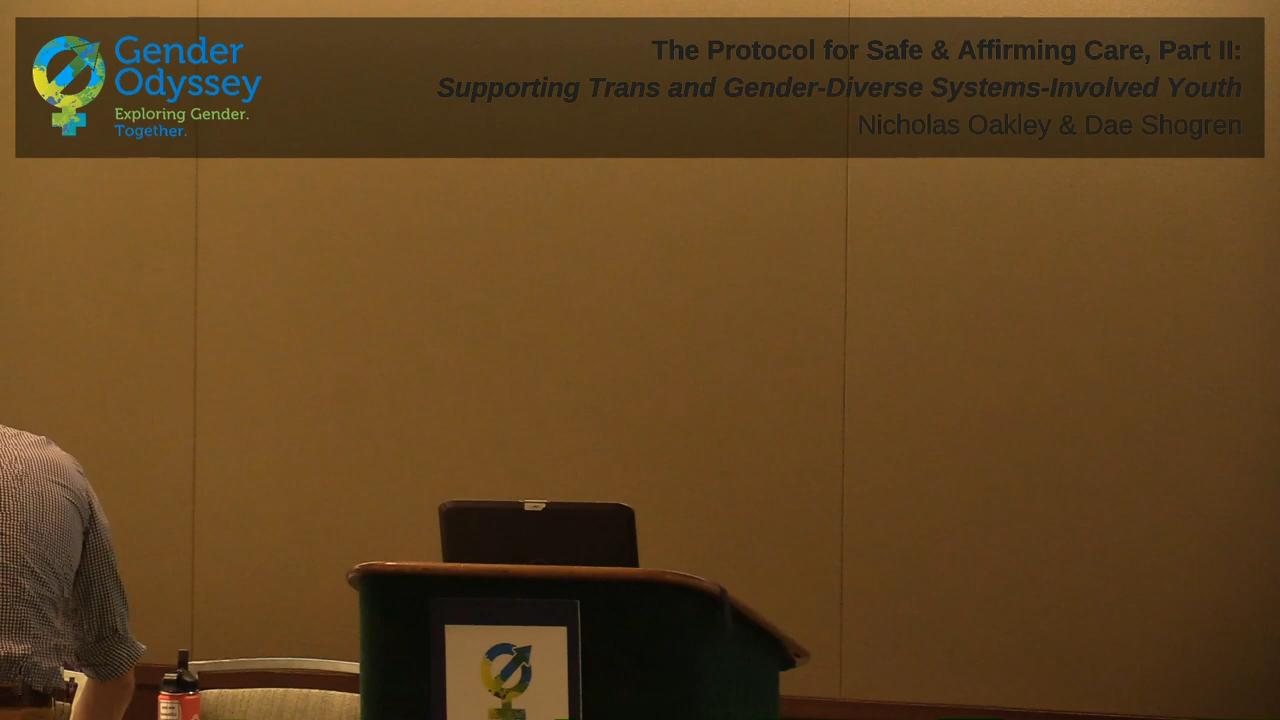 Gender
Odyssey
Exploring Gender.
Together.
The Protocol for Safe & Affirming Care, Part II:
Supporting Trans and Gender-Diverse Systems-Involved Youth
Nicholas Oakley & Dae Shogren